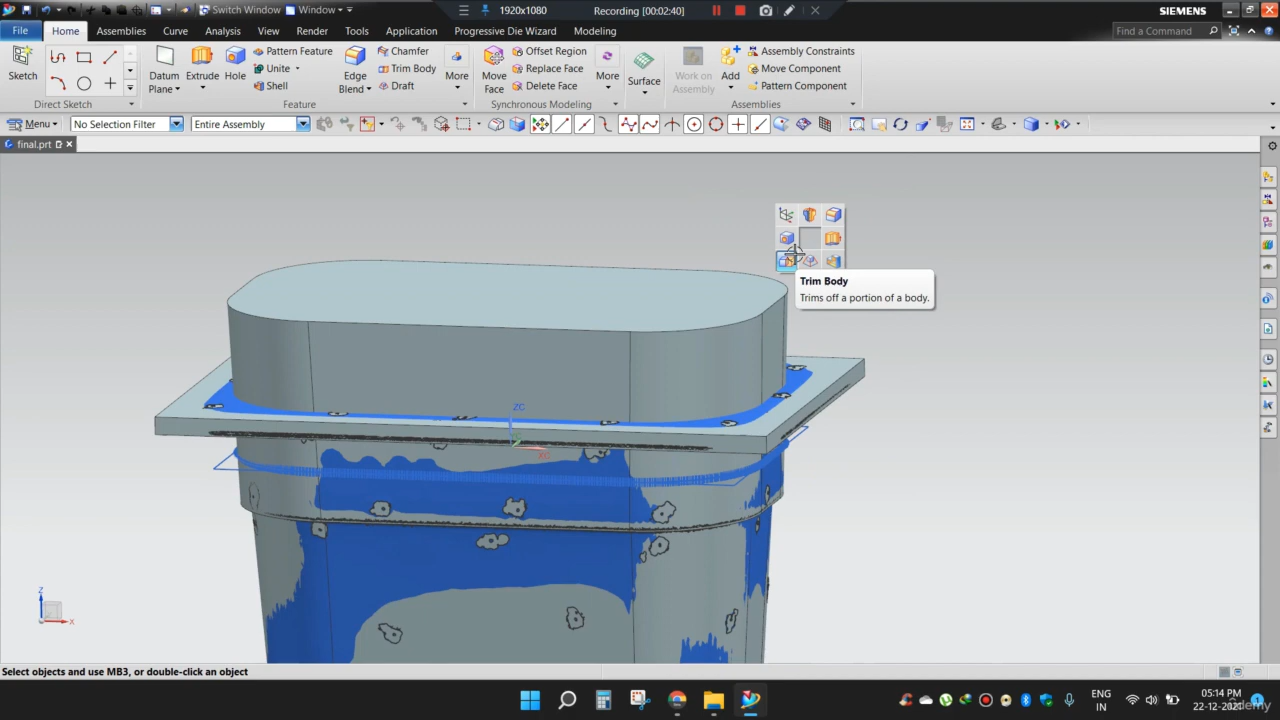 Switch Window
Window
1920x1080
Recording [00:02:40]
SIEMENS
File
Home
Assemblies
Curve
Analysis
View
Render
Tools
Application
Progressive Die Wizard
Modeling
Find a Command
Sketch
Direct Sketch
Datum Plane
Extrude
Hole
Pattern Feature
Unite
Shell
Edge Blend
Chamfer
Trim Body
Draft
More
Feature
Move Face
Offset Region
Replace Face
Delete Face
More
Synchronous Modeling
Surface
Work on Assembly
Add
Assembly Constraints
Move Component
Pattern Component
Assemblies
Menu
No Selection Filter
Entire Assembly
final.prt
Trim Body
Trims off a portion of a body.
ZC
XC
Z
X
Select objects and use MB3, or double-click an object
ENG
IN
05:14 PM
22-12-2021
Udemy